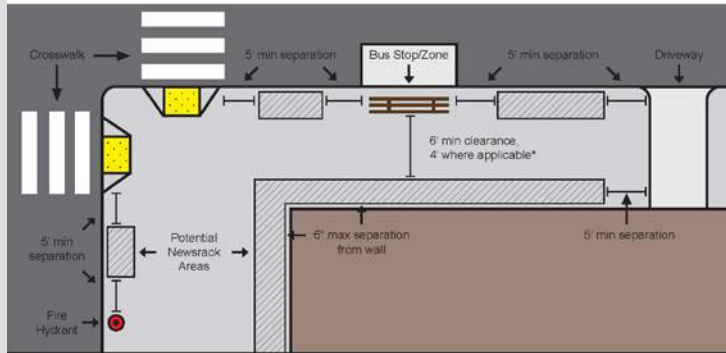 Crosswalk
5' min separation
Bus Stop/Zone
5' min separation
Driveway
6' min clearance,
4' where applicable*
5' min
separation
Potential
Newsrack
Areas
6" max separation
from wall
5' min separation
Fire
Hydrant